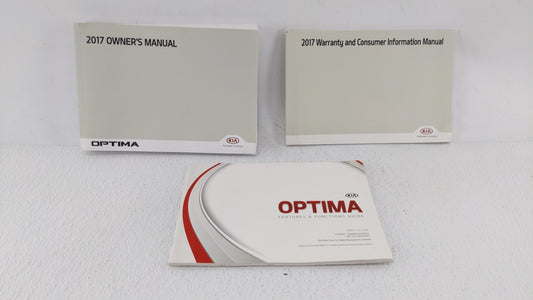 2017 OWNER'S MANUAL
OPTIMA
KIA
2017 Warranty and Consumer Information Manual
KIA
KIA
OPTIMA
FEATURES & FUNCTIONS GUIDE